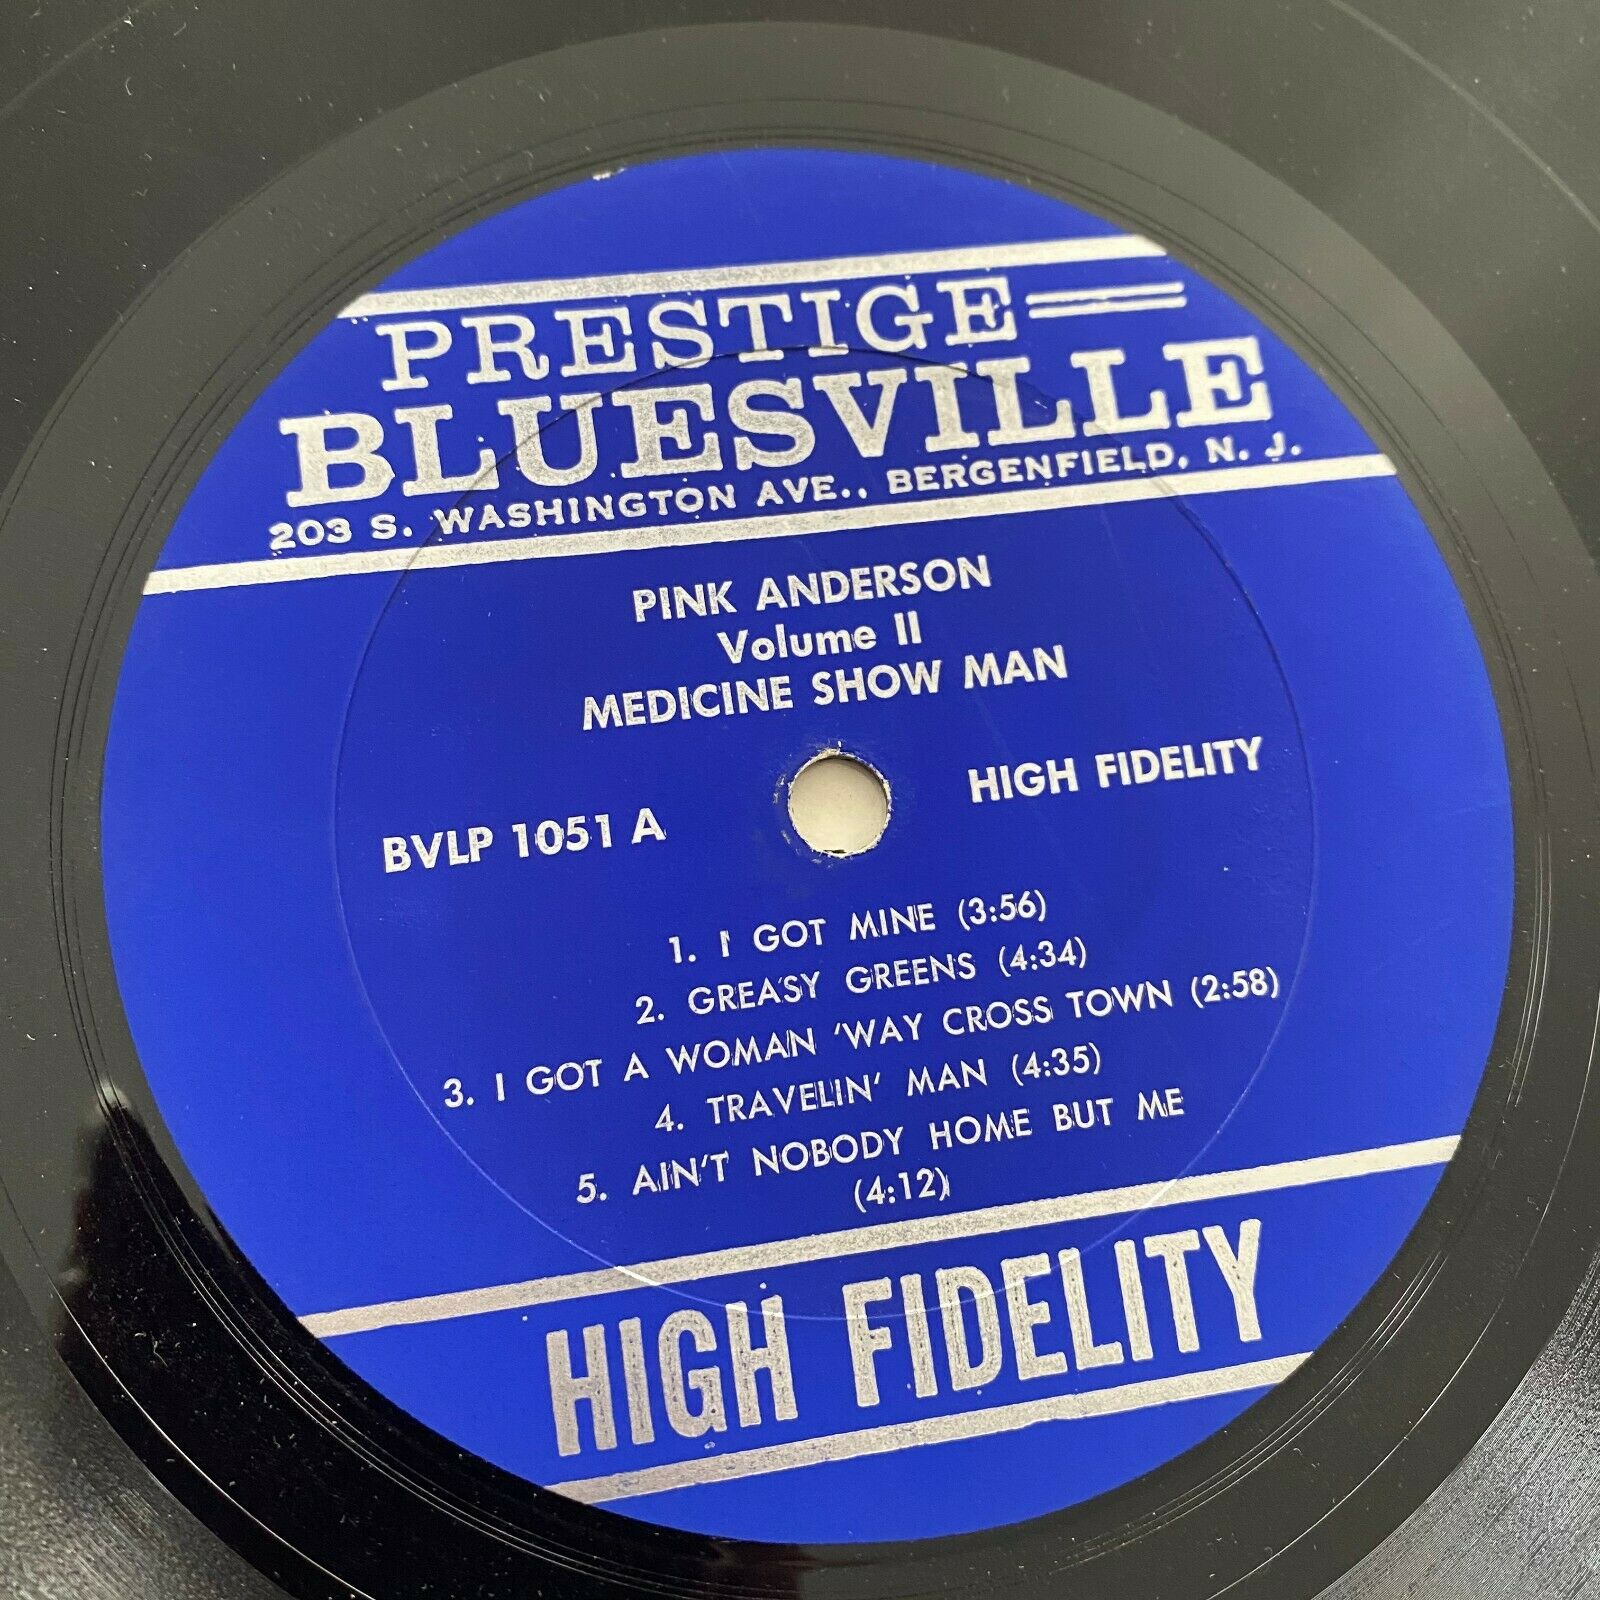 PRESTIGE
BLUESVILLE
203 S. WASHINGTON AVE., BERGENFIELD, N. J.
PINK ANDERSON
Volume II
MEDICINE SHOW MAN
HIGH FIDELITY
BVLP 1051 A
1. I GOT MINE (3:56)
2. GREASY GREENS (4:34)
3. I GOT A WOMAN 'WAY CROSS TOWN (2:58)
4. TRAVELIN' MAN (4:35)
5. AIN'T NOBODY HOME BUT ME
(4:12)
HIGH FIDELITY